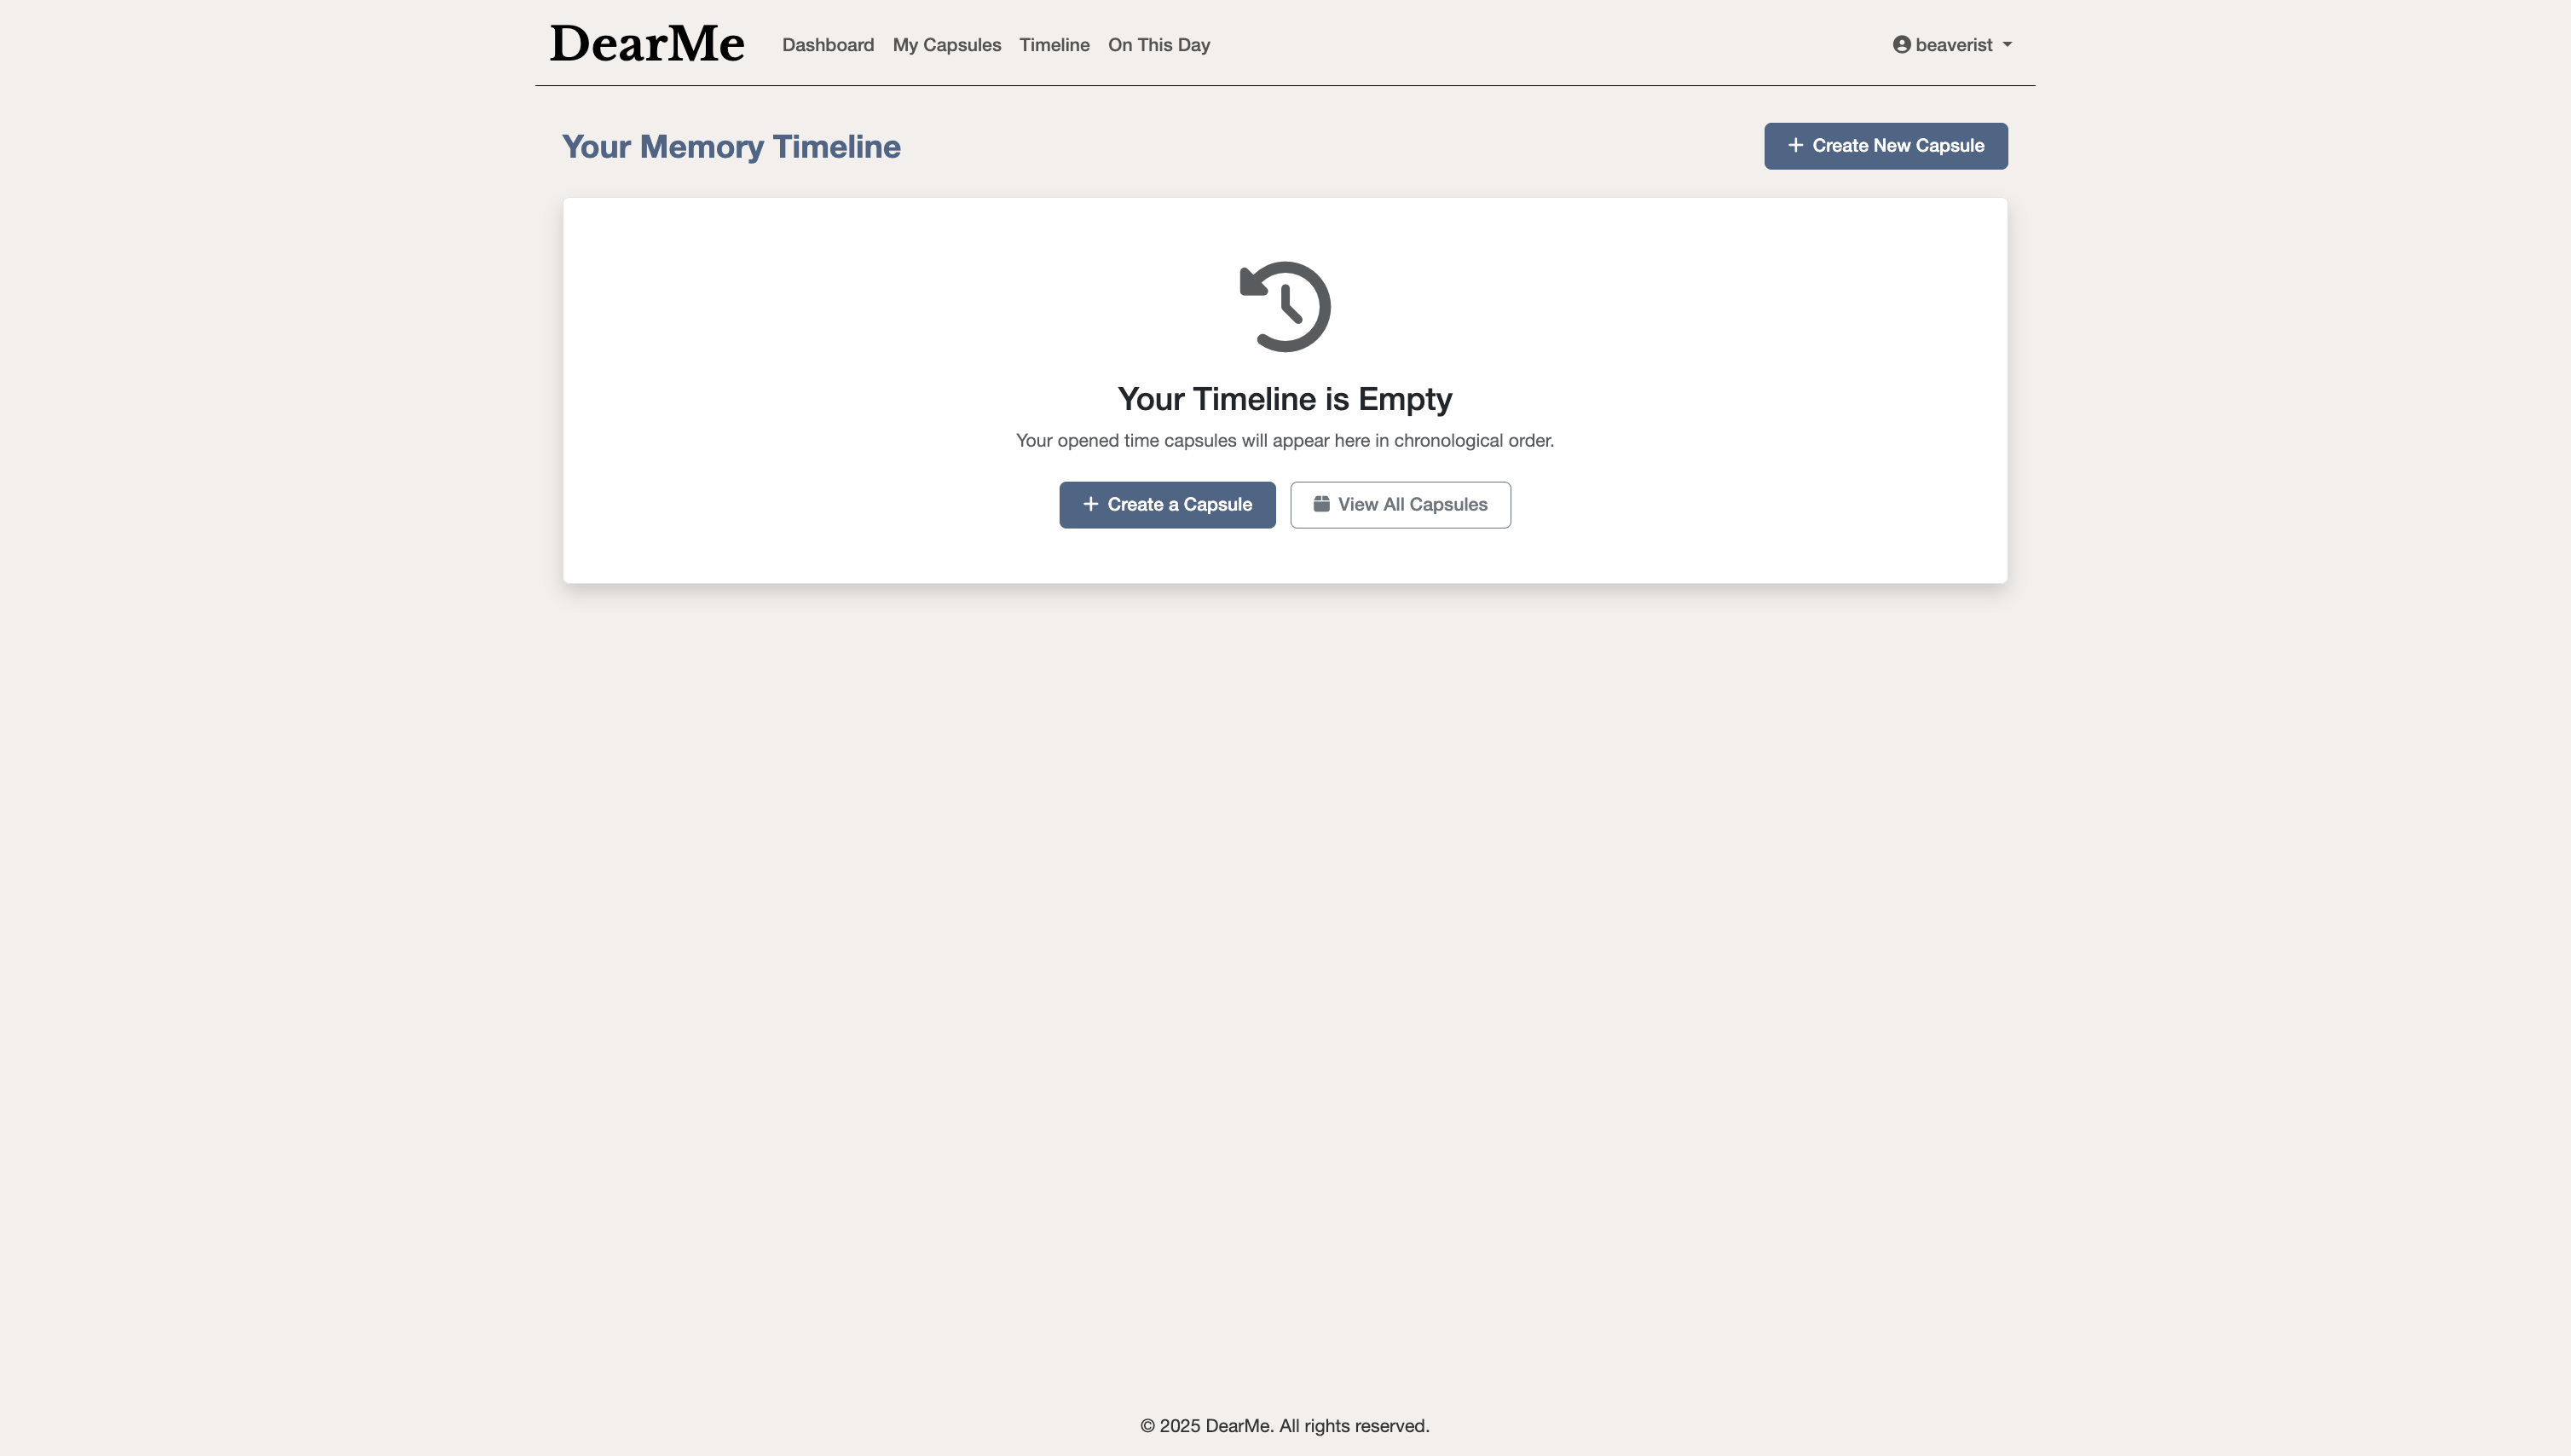 DearMe
Dashboard My Capsules Timeline On This Day
beaverist
Your Memory Timeline
Create New Capsule
Your Timeline is Empty
Your opened time capsules will appear here in chronological order.
Create a Capsule
View All Capsules
© 2025 DearMe. All rights reserved.